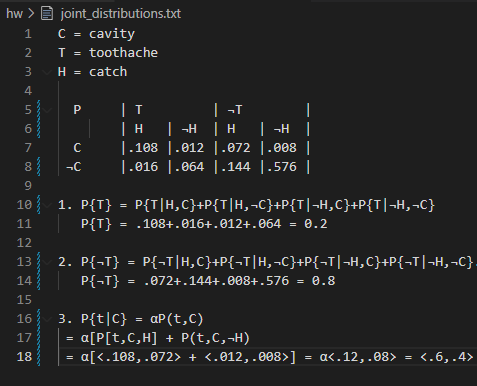 hw > joint_distributions.txt
1 C = cavity
2 T = toothache
3 H = catch
4
5 P | T | ¬T |
6 | H | ¬H | H | ¬H |
7 C |.108 |.012 |.072 |.008 |
8 ¬C |.016 |.064 |.144 |.576 |
9
10 1. P{T} = P{T|H,C}+P{T|H,¬C}+P{T|¬H,C}+P{T|¬H,¬C}
11 P{T} = .108+.016+.012+.064 = 0.2
12
13 2. P{¬T} = P{¬T|H,C}+P{¬T|H,¬C}+P{¬T|¬H,C}+P{¬T|¬H,¬C}.
14 P{¬T} = .072+.144+.008+.576 = 0.8
15
16 3. P{t|C} = αP(t,C)
17 = α[P[t,C,H] + P(t,C,¬H)
18 = α[<.108,.072> + <.012,.008>] = α<.12,.08> = <.6,.4>